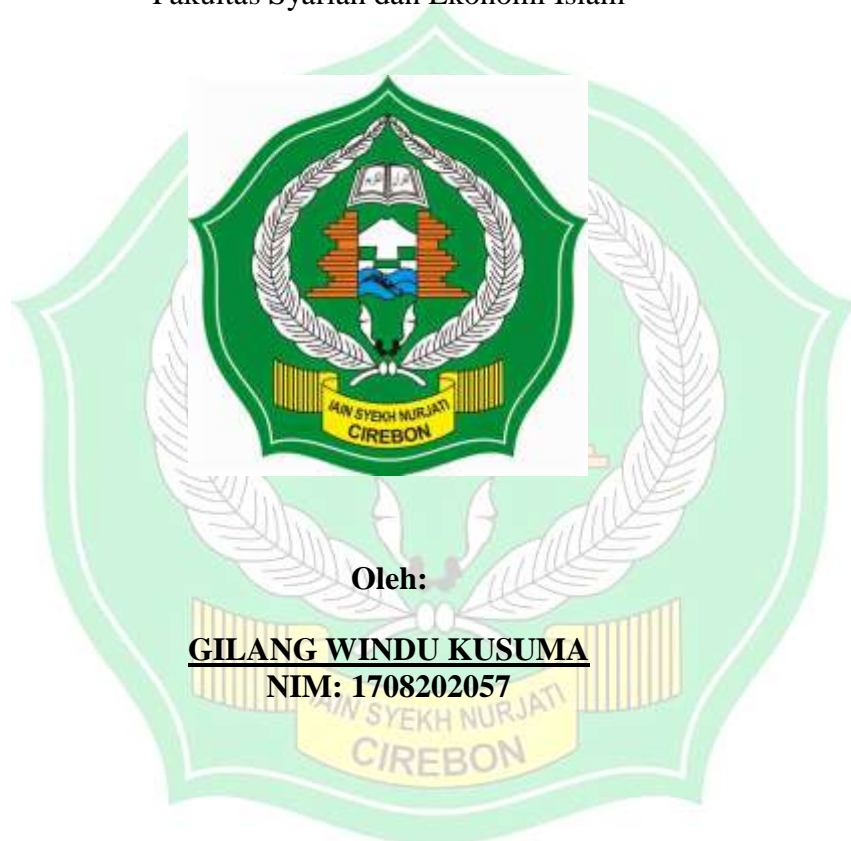 Fakultas Syariah dan Ekonomi Islam
IAIN SYEKH NURJATI
CIREBON
Oleh:
GILANG WINDU KUSUMA
NIM: 1708202057
IAIN SYEKH NURJATI
CIREBON